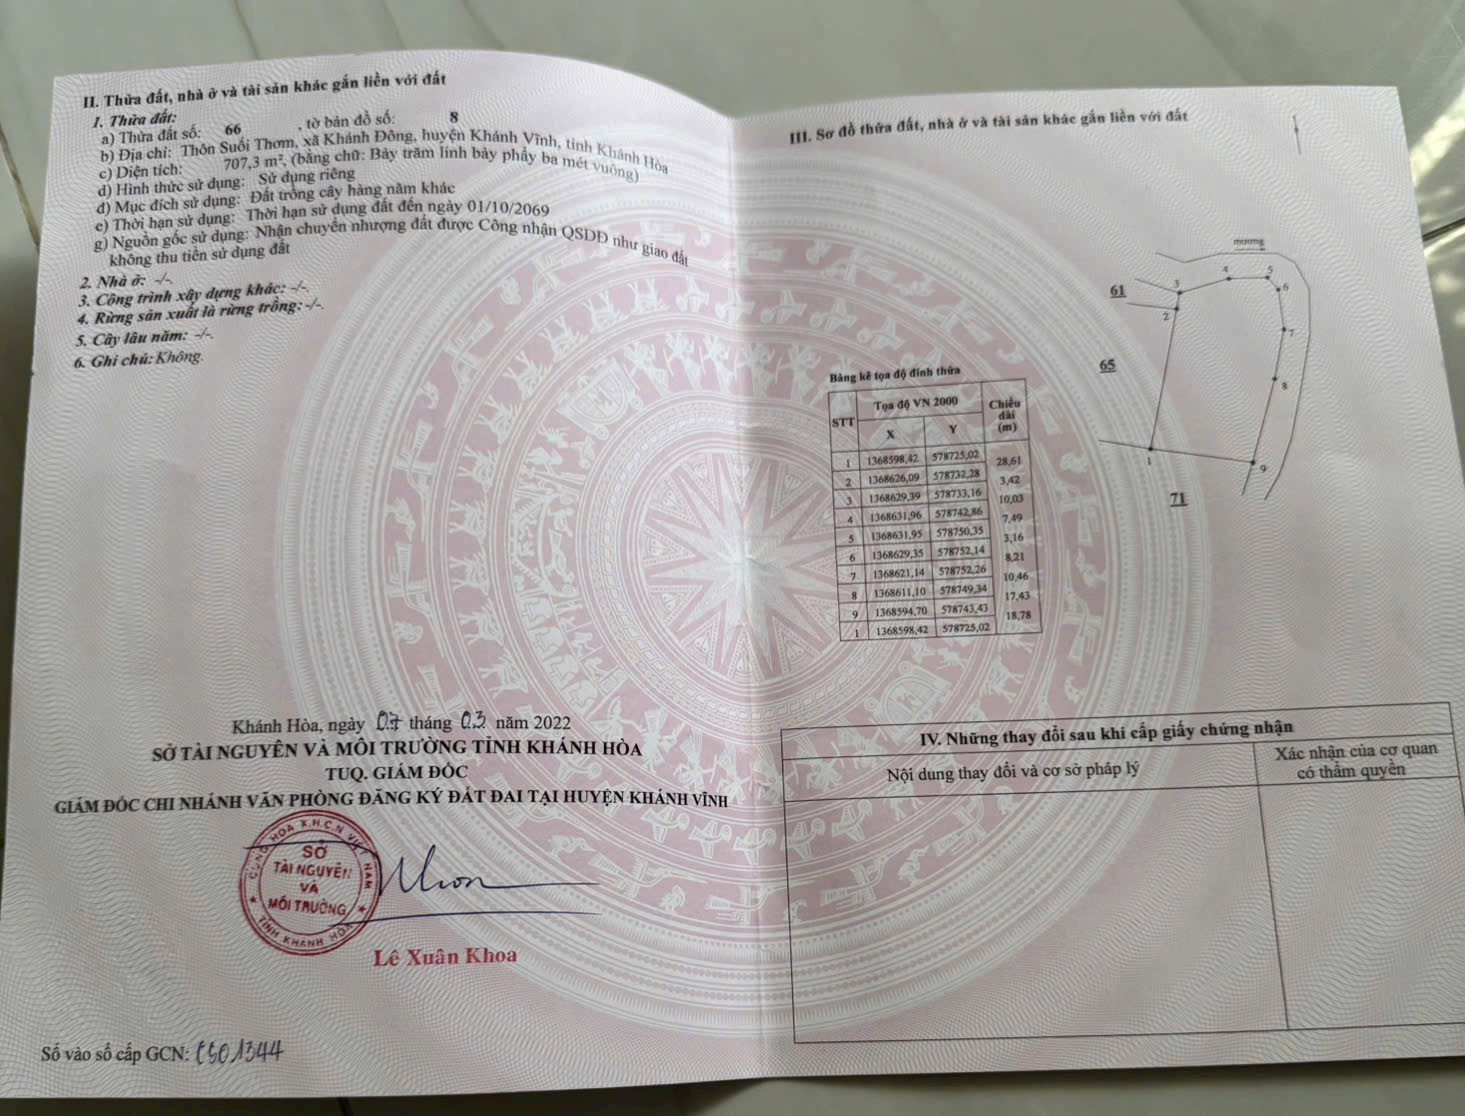 II. Thửa đất, nhà ở và tài sản khác gắn liền với đất
1. Thửa đất:
a) Thửa đất số: 66 , tờ bản đồ số: 8
b) Địa chỉ: Thôn Suối Thơm, xã Khánh Đông, huyện Khánh Vĩnh, tỉnh Khánh Hòa
c) Diện tích: 707,3 m², (bằng chữ: Bảy trăm linh bảy phẩy ba mét vuông)
d) Hình thức sử dụng: Sử dụng riêng
đ) Mục đích sử dụng: Đất trồng cây hàng năm khác
e) Thời hạn sử dụng: Thời hạn sử dụng đất đến ngày 01/10/2069
g) Nguồn gốc sử dụng: Nhận chuyển nhượng đất được Công nhận QSDĐ như giao đất
không thu tiền sử dụng đất
2. Nhà ở: -/-.
3. Công trình xây dựng khác: -/-.
4. Rừng sản xuất là rừng trồng: -/-.
5. Cây lâu năm: -/-.
6. Ghi chú: Không.
Khánh Hòa, ngày 07 tháng 03 năm 2022
SỞ TÀI NGUYÊN VÀ MÔI TRƯỜNG TỈNH KHÁNH HÒA
TUQ. GIÁM ĐỐC
GIÁM ĐỐC CHI NHÁNH VĂN PHÒNG ĐĂNG KÝ ĐẤT ĐAI TẠI HUYỆN KHÁNH VĨNH
CỘNG HÒA X.H.C.N VIỆT NAM
SỞ
TÀI NGUYÊN
VÀ
MÔI TRƯỜNG
TỈNH KHÁNH HÒA
Lê Xuân Khoa
Số vào sổ cấp GCN: CS01344
III. Sơ đồ thửa đất, nhà ở và tài sản khác gắn liền với đất
mương
4 5
61 3 6
2
7
65
8
1 9
71
Bảng kê tọa độ đỉnh thửa
STT Tọa độ VN 2000 Chiều dài (m)
X Y
1 1368598,42 578725,02
28,61
2 1368626,09 578732,28
3,42
3 1368629,39 578733,16
10,03
4 1368631,96 578742,86
7,49
5 1368631,95 578750,35
3,16
6 1368629,35 578752,14
8,21
7 1368621,14 578752,26
10,46
8 1368611,10 578749,34
17,43
9 1368594,70 578743,43
18,78
1 1368598,42 578725,02
IV. Những thay đổi sau khi cấp giấy chứng nhận
Nội dung thay đổi và cơ sở pháp lý
Xác nhận của cơ quan
có thẩm quyền